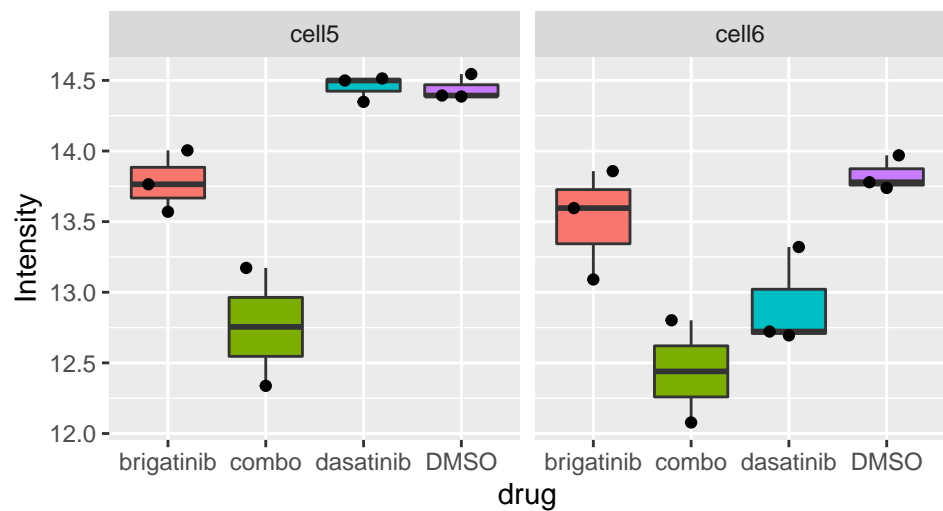 cell5 cell6
14.5
14.0
13.5
13.0
12.5
12.0
Intensity
brigatinib combo dasatinib DMSO brigatinib combo dasatinib DMSO
drug